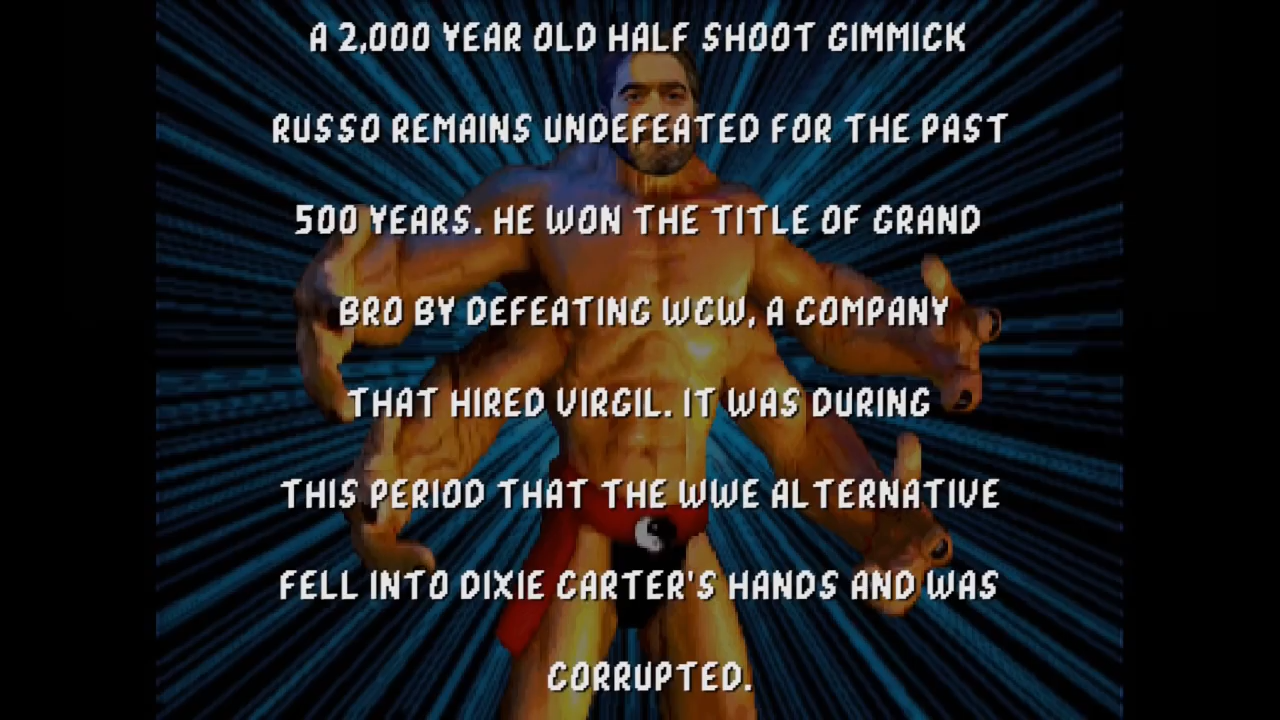 A 2,000 YEAR OLD HALF SHOOT GIMMICK
RUSSO REMAINS UNDEFEATED FOR THE PAST
500 YEARS. HE WON THE TITLE OF GRAND
BRO BY DEFEATING WCW, A COMPANY
THAT HIRED VIRGIL. IT WAS DURING
THIS PERIOD THAT THE WWE ALTERNATIVE
FELL INTO DIXIE CARTER'S HANDS AND WAS
CORRUPTED.